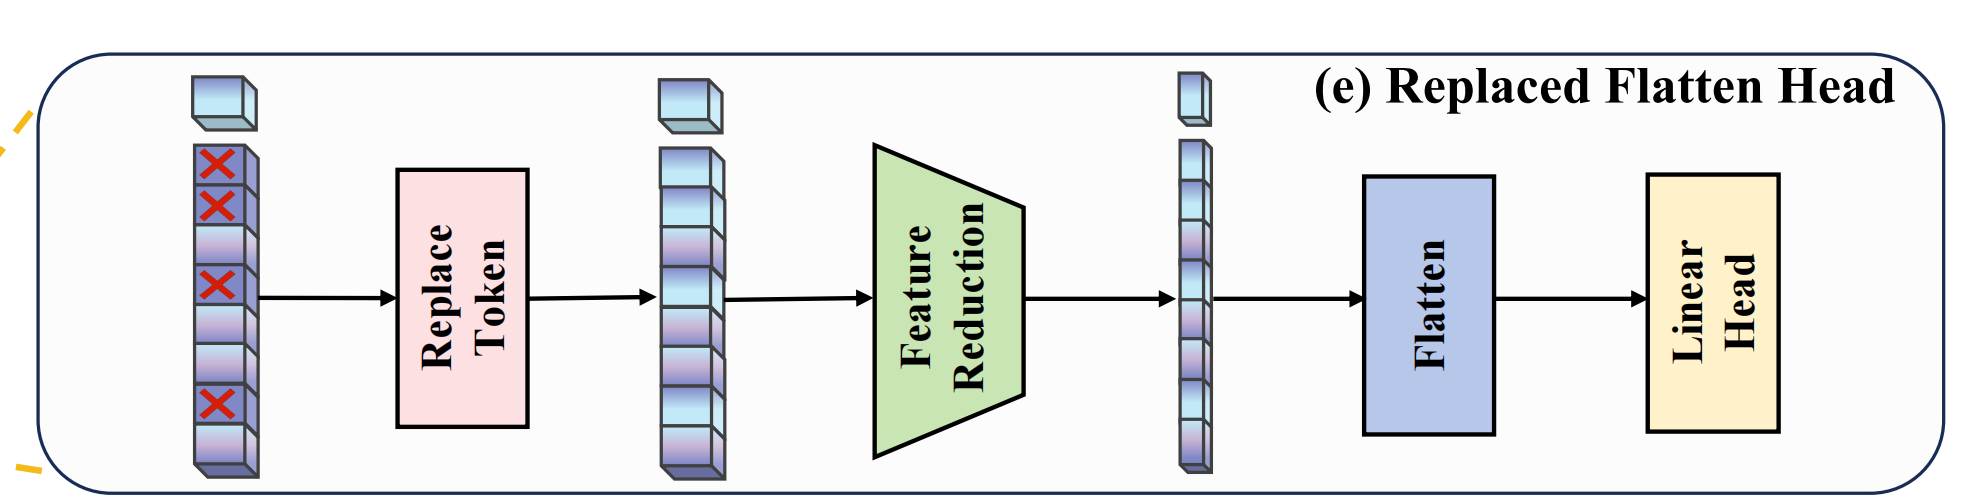 (e) Replaced Flatten Head
Replace
Token
Feature
Reduction
Flatten
Linear
Head